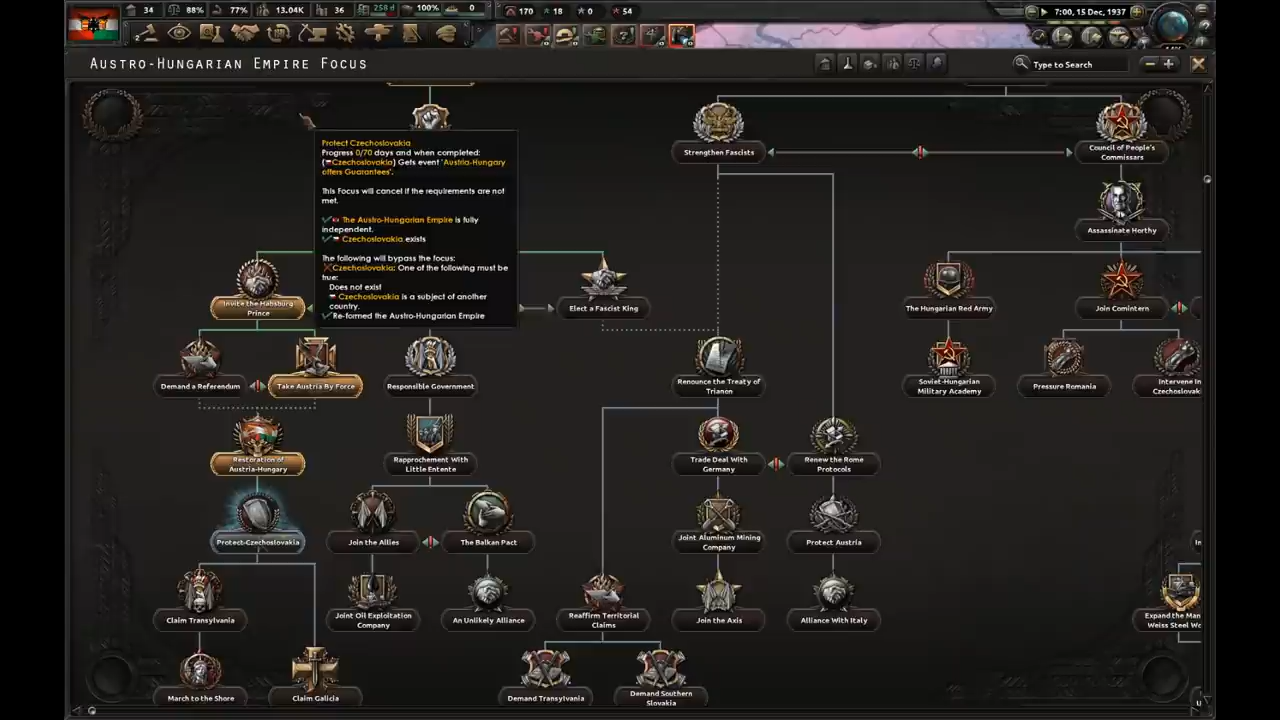 34 88% 77% 13.04K 36 258 d 100% 0 170 18 0 54 7:00, 15 Dec, 1937
AUSTRO-HUNGARIAN EMPIRE FOCUS
Type to Search
Protect Czechoslovakia
Progress 0/70 days and when completed:
(Czechoslovakia) Gets event 'Austria-Hungary
offers Guarantees'.
This Focus will cancel if the requirements are not
met.
The Austro-Hungarian Empire is fully
independent.
Czechoslovakia exists
The following will bypass the focus:
Czechoslovakia: One of the following must be
true:
Does not exist
Czechoslovakia is a subject of another
country.
Re-formed the Austro-Hungarian Empire
Strengthen Fascists
Council of People's
Commissars
Assassinate Horthy
Invite the Habsburg
Prince
Elect a Fascist King
The Hungarian Red Army
Join Comintern
Demand a Referendum
Take Austria By Force
Responsible Government
Renounce the Treaty of
Trianon
Soviet-Hungarian
Military Academy
Pressure Romania
Intervene In
Czechoslovaki
Restoration of
Austria-Hungary
Rapprochement With
Little Entente
Trade Deal With
Germany
Renew the Rome
Protocols
Protect Czechoslovakia
Join the Allies
The Balkan Pact
Joint Aluminum Mining
Company
Protect Austria
Claim Transylvania
Joint Oil Exploitation
Company
An Unlikely Alliance
Reaffirm Territorial
Claims
Join the Axis
Alliance With Italy
Expand the Man
Weiss Steel Wo
March to the Shore
Claim Galicia
Demand Transylvania
Demand Southern
Slovakia